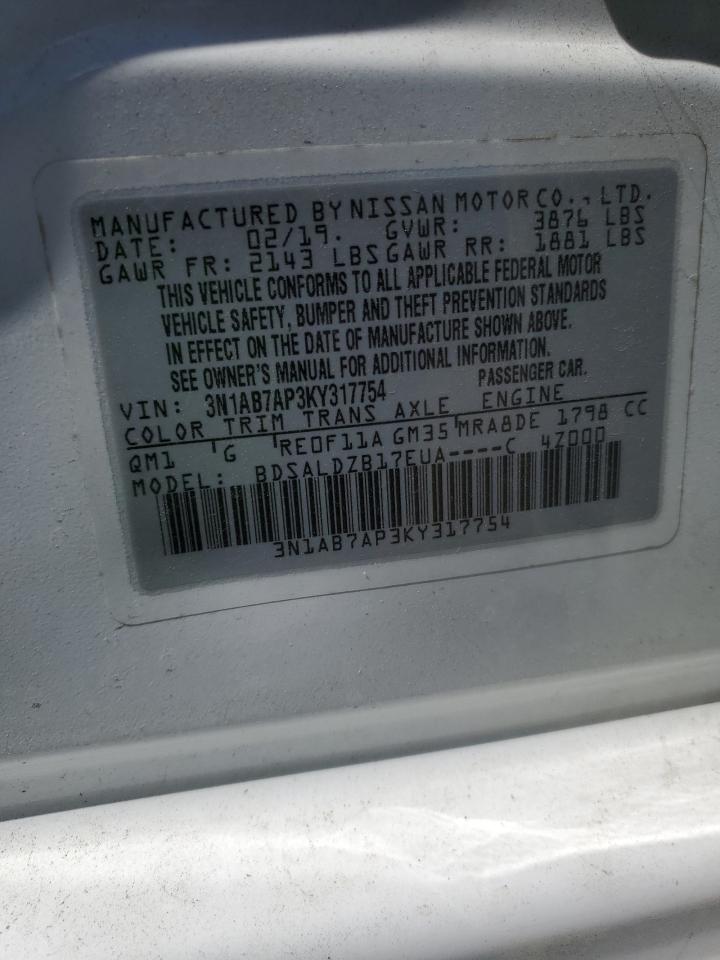 MANUFACTURED BY NISSAN MOTOR CO., LTD.
DATE: 02/19. GVWR: 3876 LBS
GAWR FR: 2143 LBS GAWR RR: 1881 LBS
THIS VEHICLE CONFORMS TO ALL APPLICABLE FEDERAL MOTOR
VEHICLE SAFETY, BUMPER AND THEFT PREVENTION STANDARDS
IN EFFECT ON THE DATE OF MANUFACTURE SHOWN ABOVE.
SEE OWNER'S MANUAL FOR ADDITIONAL INFORMATION.
PASSENGER CAR.
VIN: 3N1AB7AP3KY317754
COLOR TRIM TRANS AXLE ENGINE
QM1 G RE0F11A GM35 MRA8DE 1798 CC
MODEL: BDSALDZB17EUA----C 4Z000
3N1AB7AP3KY317754